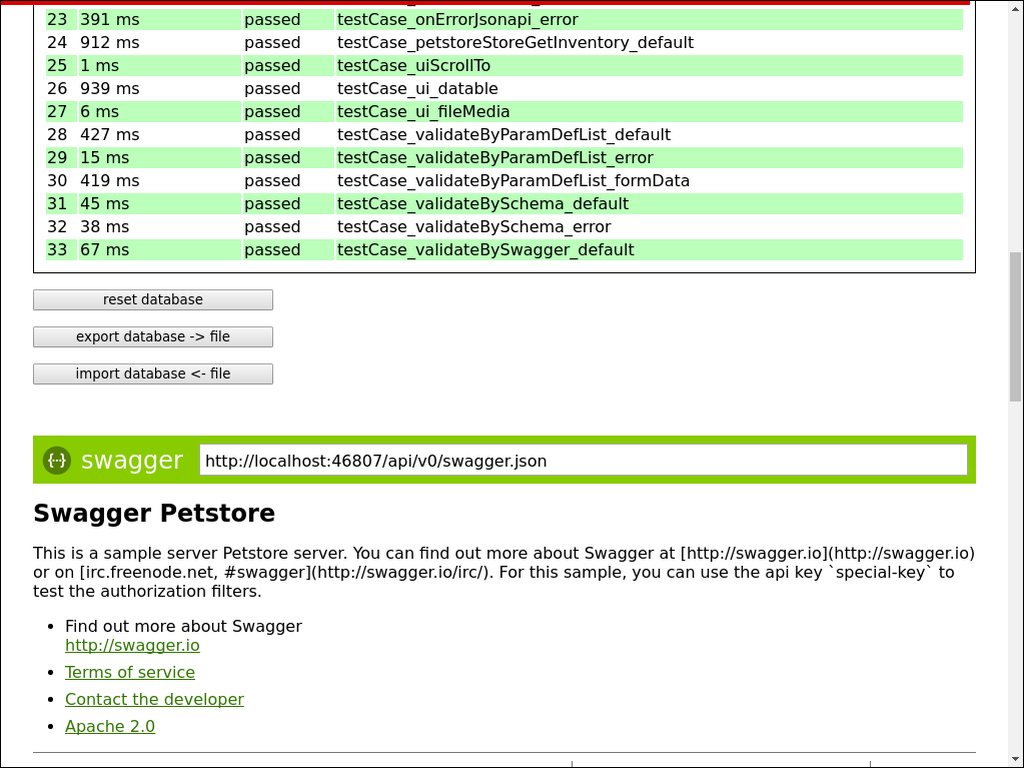 23 391 ms passed testCase_onErrorJsonapi_error
24 912 ms passed testCase_petstoreStoreGetInventory_default
25 1 ms passed testCase_uiScrollTo
26 939 ms passed testCase_ui_datable
27 6 ms passed testCase_ui_fileMedia
28 427 ms passed testCase_validateByParamDefList_default
29 15 ms passed testCase_validateByParamDefList_error
30 419 ms passed testCase_validateByParamDefList_formData
31 45 ms passed testCase_validateBySchema_default
32 38 ms passed testCase_validateBySchema_error
33 67 ms passed testCase_validateBySwagger_default
reset database
export database -> file
import database <- file
{··} swagger http://localhost:46807/api/v0/swagger.json
Swagger Petstore
This is a sample server Petstore server. You can find out more about Swagger at [http://swagger.io](http://swagger.io)
or on [irc.freenode.net, #swagger](http://swagger.io/irc/). For this sample, you can use the api key `special-key` to
test the authorization filters.
• Find out more about Swagger
http://swagger.io
• Terms of service
• Contact the developer
• Apache 2.0